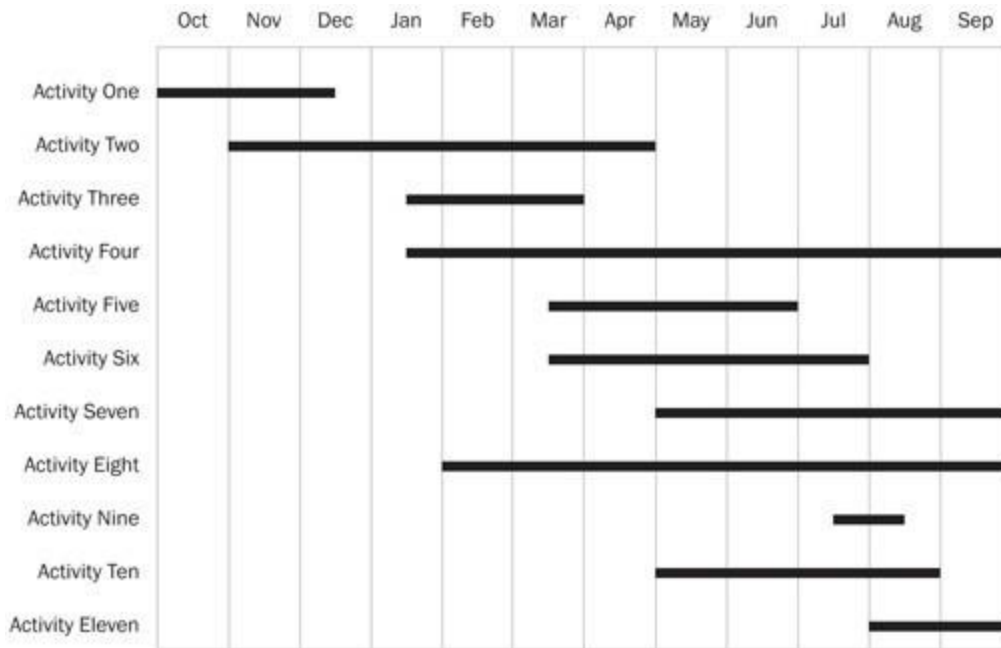 Oct Nov Dec Jan Feb Mar Apr May Jun Jul Aug Sep
Activity One
Activity Two
Activity Three
Activity Four
Activity Five
Activity Six
Activity Seven
Activity Eight
Activity Nine
Activity Ten
Activity Eleven